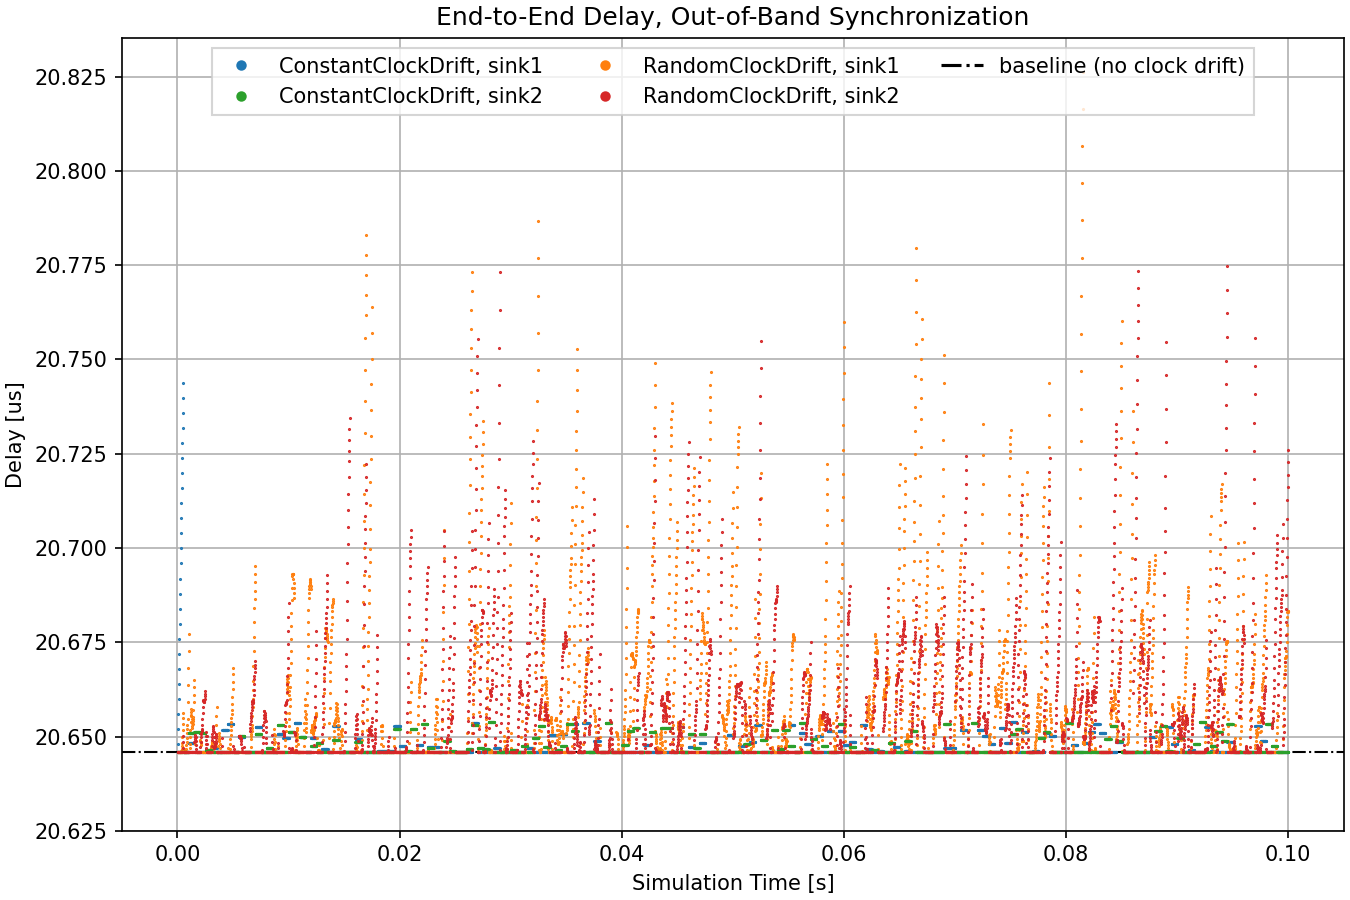 End-to-End Delay, Out-of-Band Synchronization
ConstantClockDrift, sink1
ConstantClockDrift, sink2
RandomClockDrift, sink1
RandomClockDrift, sink2
baseline (no clock drift)
Delay [us]
20.825
20.800
20.775
20.750
20.725
20.700
20.675
20.650
20.625
0.00 0.02 0.04 0.06 0.08 0.10
Simulation Time [s]